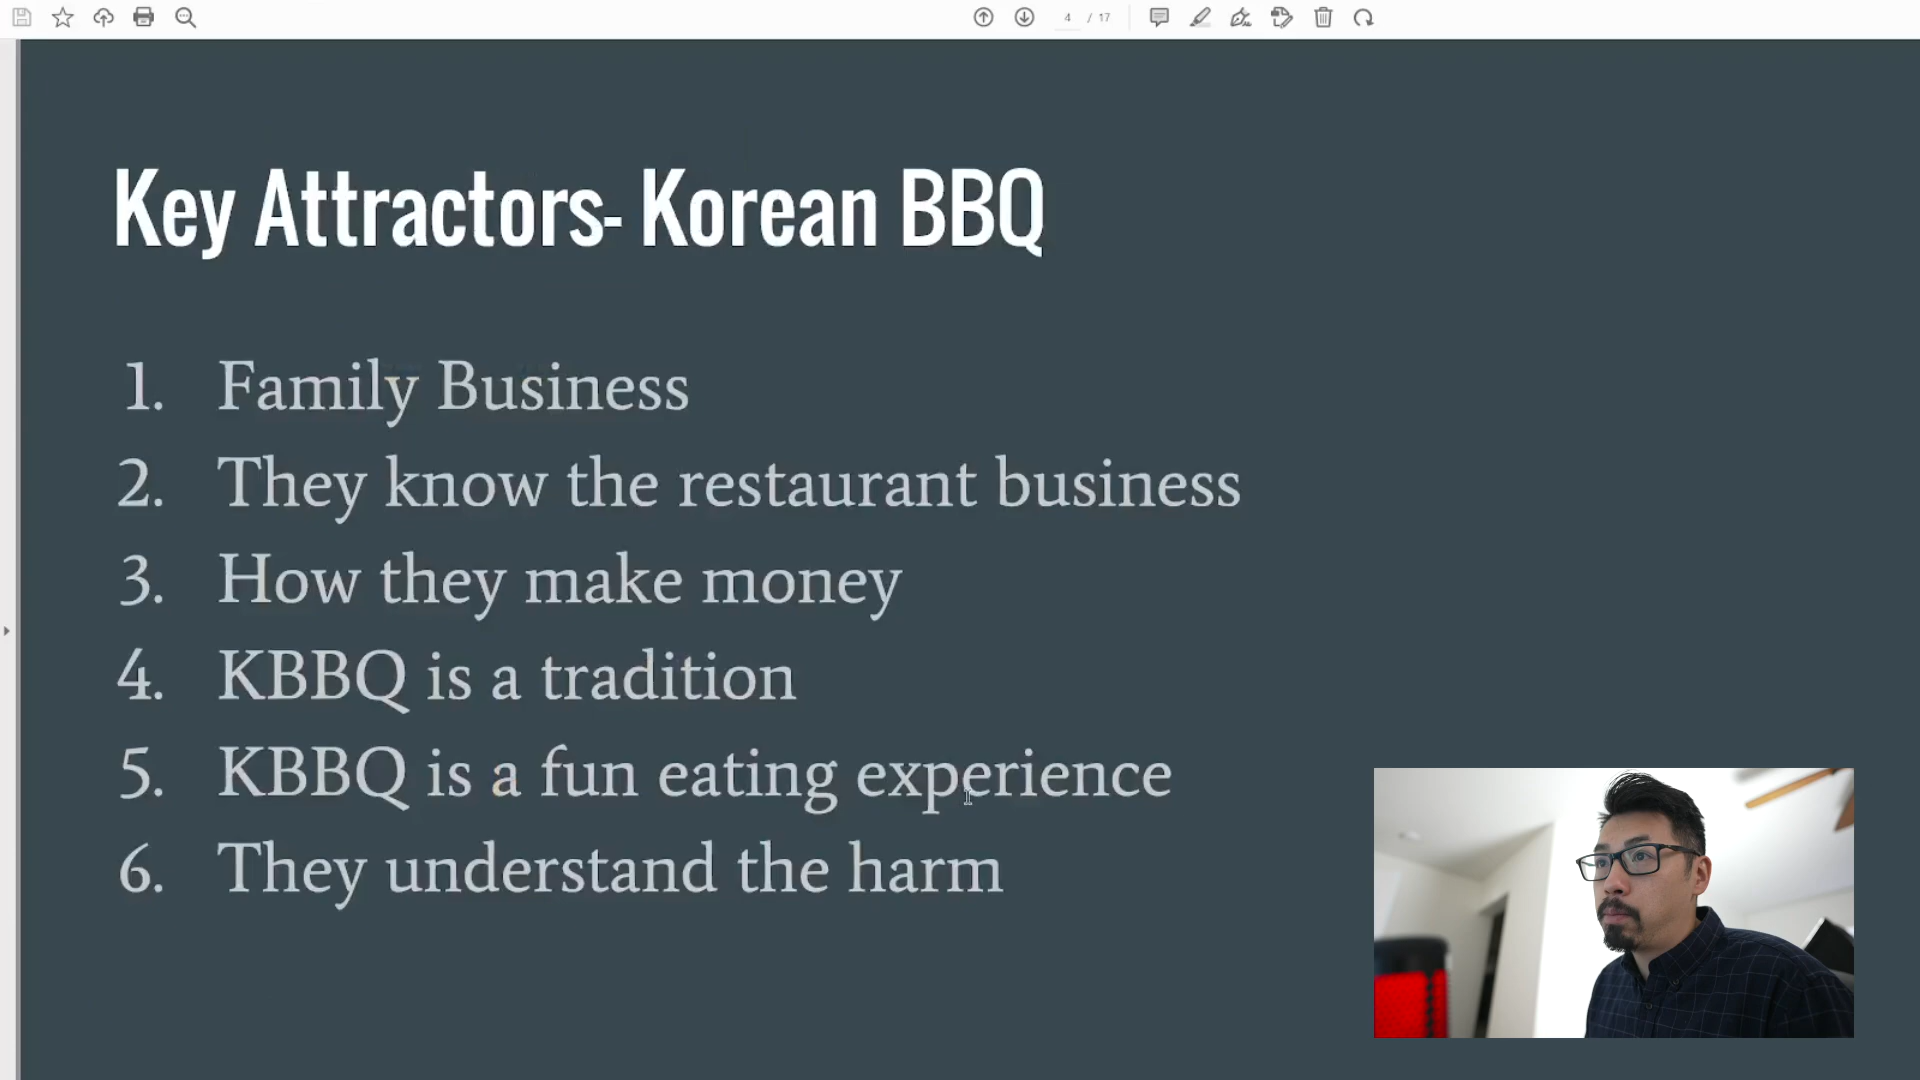 4 / 17
Key Attractors- Korean BBQ
1. Family Business
2. They know the restaurant business
3. How they make money
4. KBBQ is a tradition
5. KBBQ is a fun eating experience
6. They understand the harm